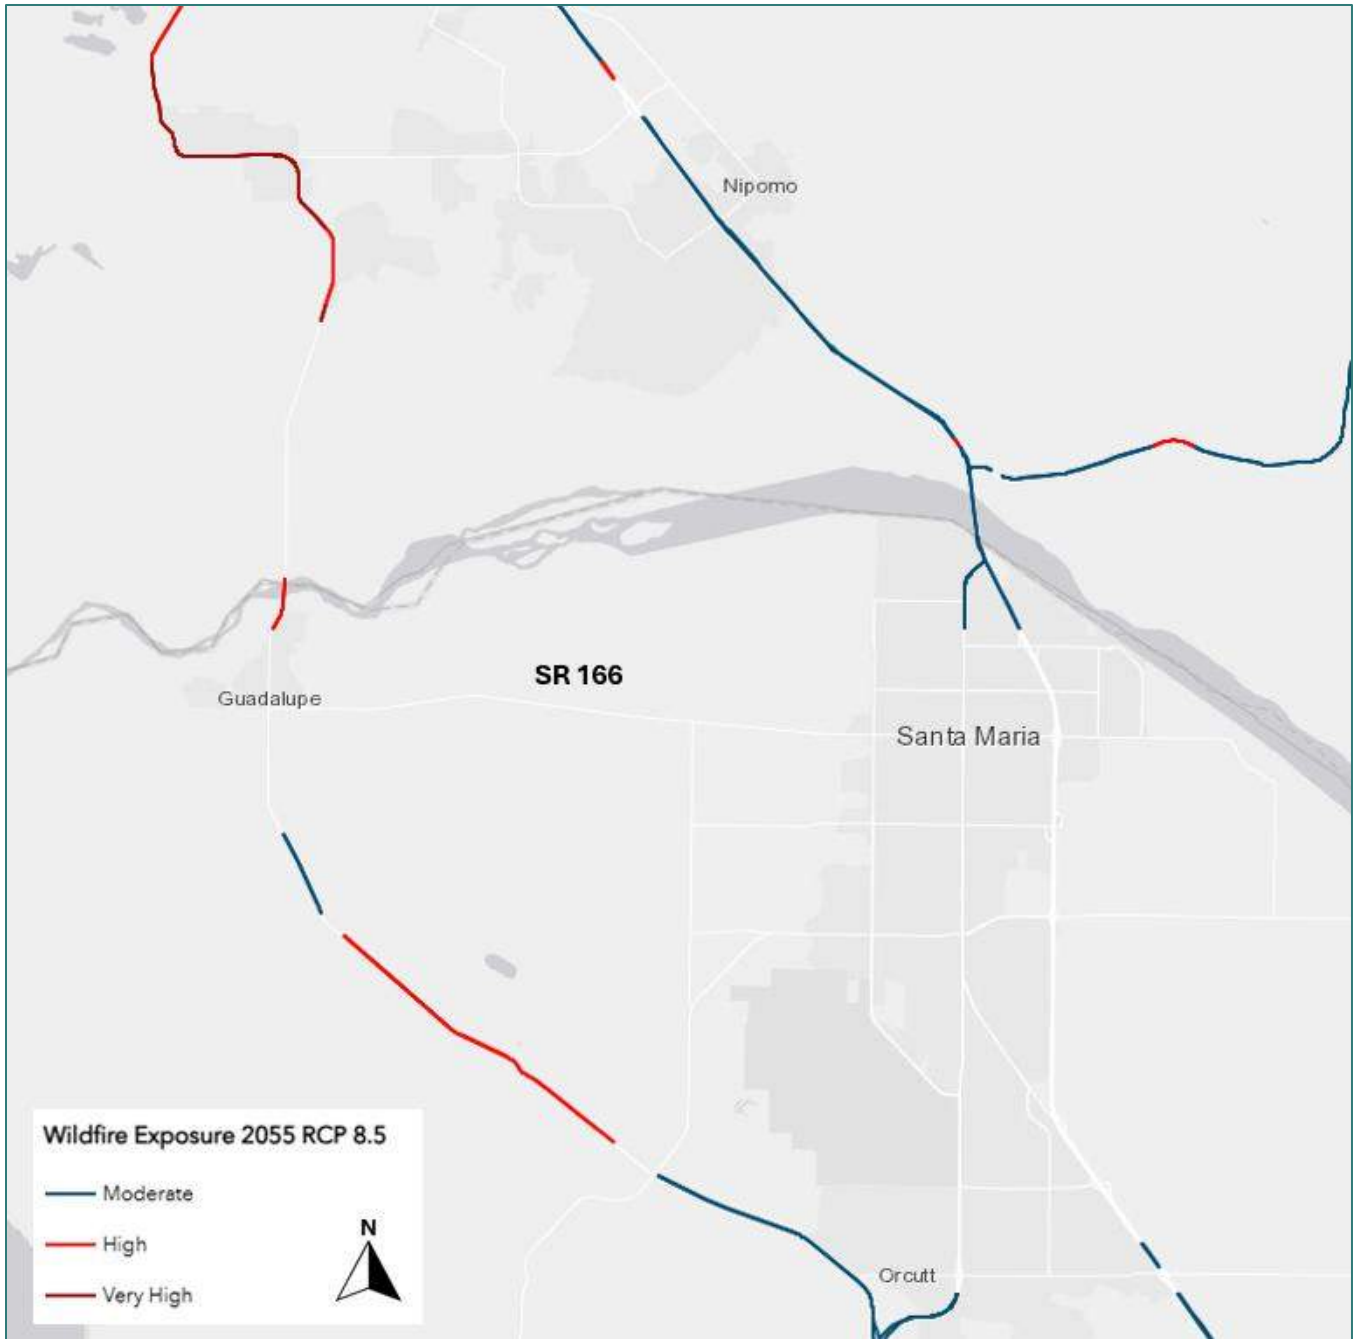 Nipomo
SR 166
Guadalupe
Santa Maria
Wildfire Exposure 2055 RCP 8.5
Moderate
High
Very High
N
Orcutt